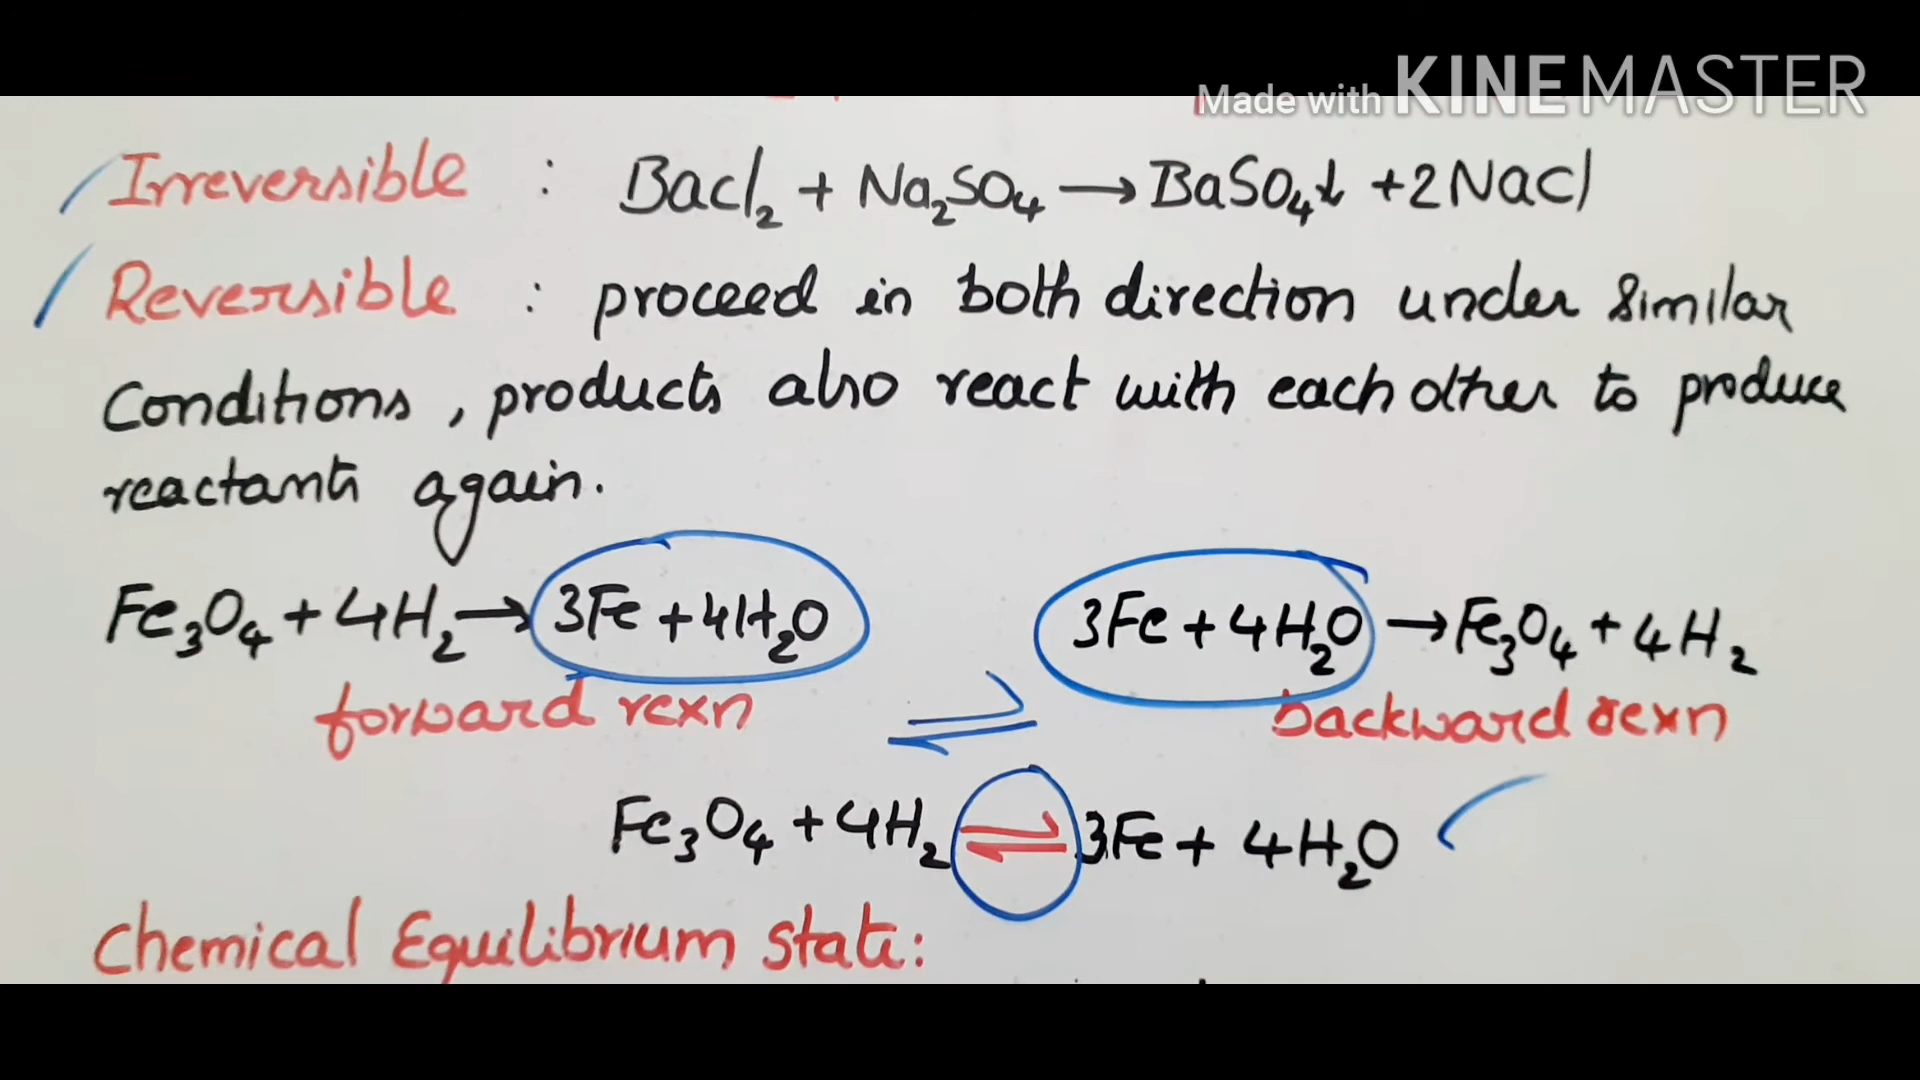 Made with KINEMASTER
Irreversible : Bacl₂ + Na₂SO₄ → BaSO₄↓ + 2NaCl
Reversible : proceed in both direction under similar
Conditions, products also react with each other to produce
reactants again.
Fe₃O₄ + 4H₂ → 3Fe + 4H₂O 3Fe + 4H₂O → Fe₃O₄ + 4H₂
forward rexn ⇌ backward rexn
Fe₃O₄ + 4H₂ ⇌ 3Fe + 4H₂O
Chemical Equilibrium state: